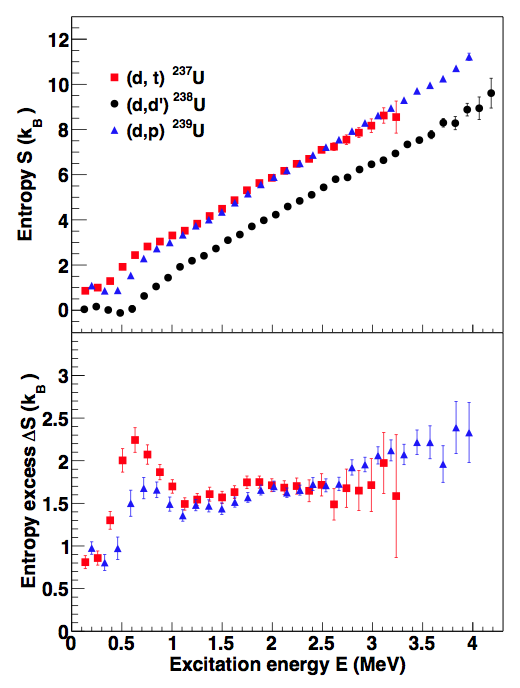 12
10
8
6
4
2
0
Entropy S (k_B)
(d, t) ²³⁷U
(d,d') ²³⁸U
(d,p) ²³⁹U
3
2.5
2
1.5
1
0.5
0
Entropy excess ΔS (k_B)
0 0.5 1 1.5 2 2.5 3 3.5 4
Excitation energy E (MeV)